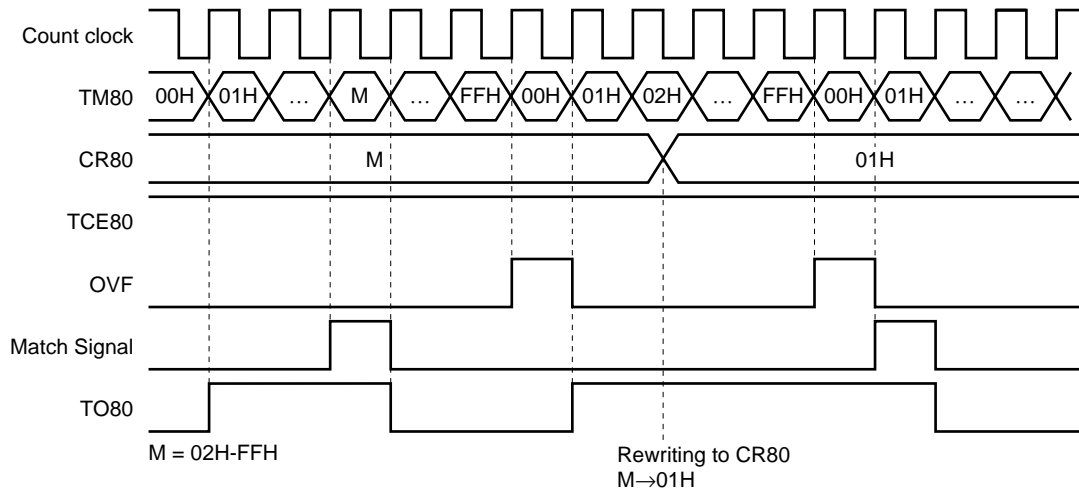 Count clock
TM80 00H 01H … M … FFH 00H 01H 02H … FFH 00H 01H … …
CR80 M 01H
TCE80
OVF
Match Signal
TO80
M = 02H-FFH
Rewriting to CR80
M→01H